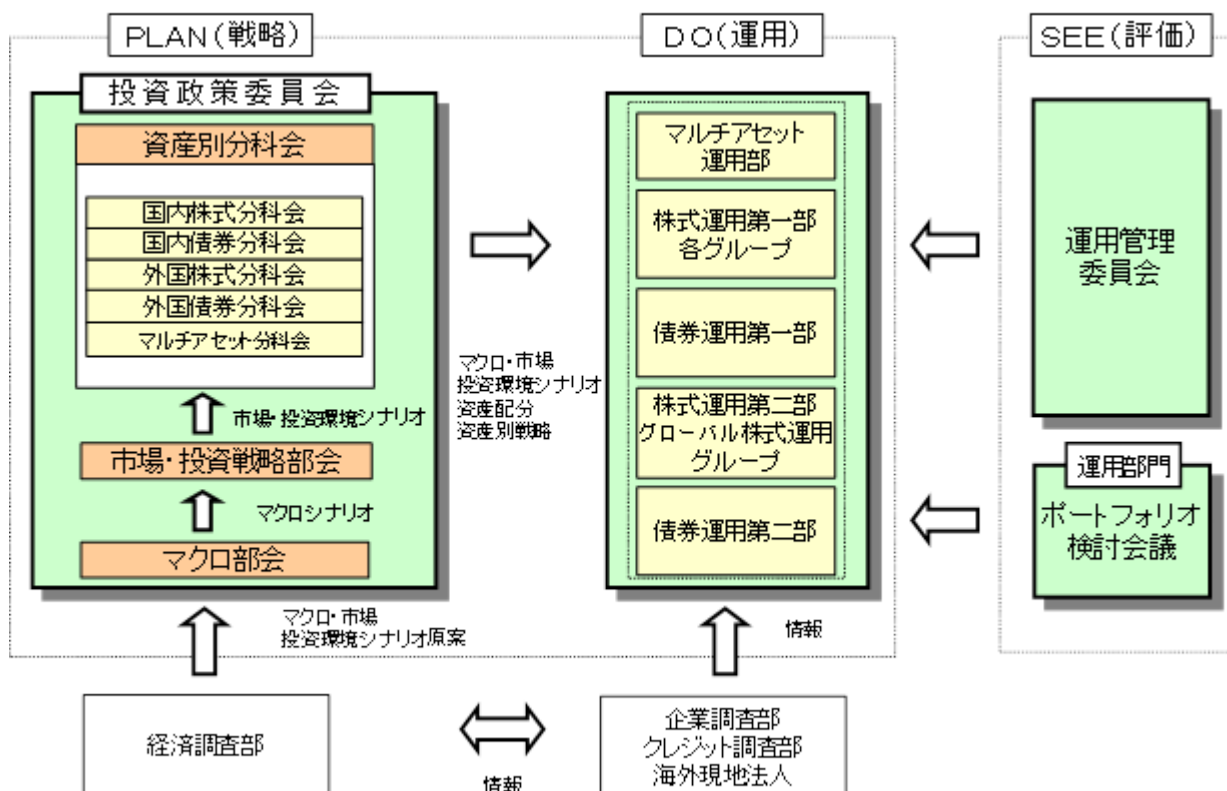 PLAN(戦略)
投資政策委員会
資産別分科会
国内株式分科会
国内債券分科会
外国株式分科会
外国債券分科会
マルチアセット分科会
市場・投資環境シナリオ
市場・投資戦略部会
マクロシナリオ
マクロ部会
マクロ・市場
投資環境シナリオ原案
経済調査部
マクロ・市場
投資環境シナリオ
資産配分
資産別戦略
DO(運用)
マルチアセット
運用部
株式運用第一部
各グループ
債券運用第一部
株式運用第二部
グローバル株式運用
グループ
債券運用第二部
情報
企業調査部
クレジット調査部
海外現地法人
情報
SEE(評価)
運用管理
委員会
運用部門
ポートフォリオ
検討会議